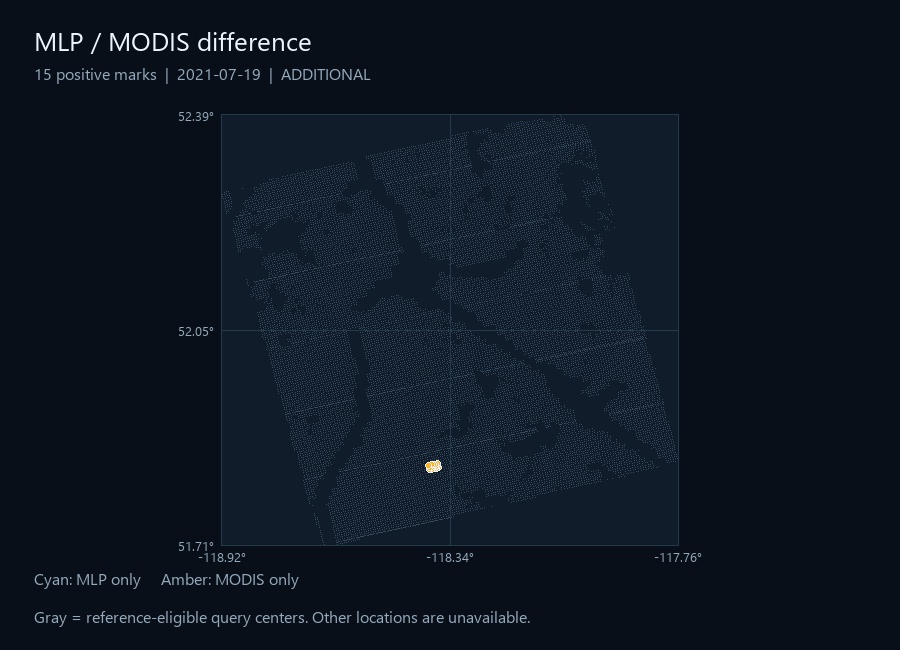 MLP / MODIS difference
15 positive marks | 2021-07-19 | ADDITIONAL
52.39°
52.05°
51.71°
-118.92° -118.34° -117.76°
Cyan: MLP only Amber: MODIS only
Gray = reference-eligible query centers. Other locations are unavailable.